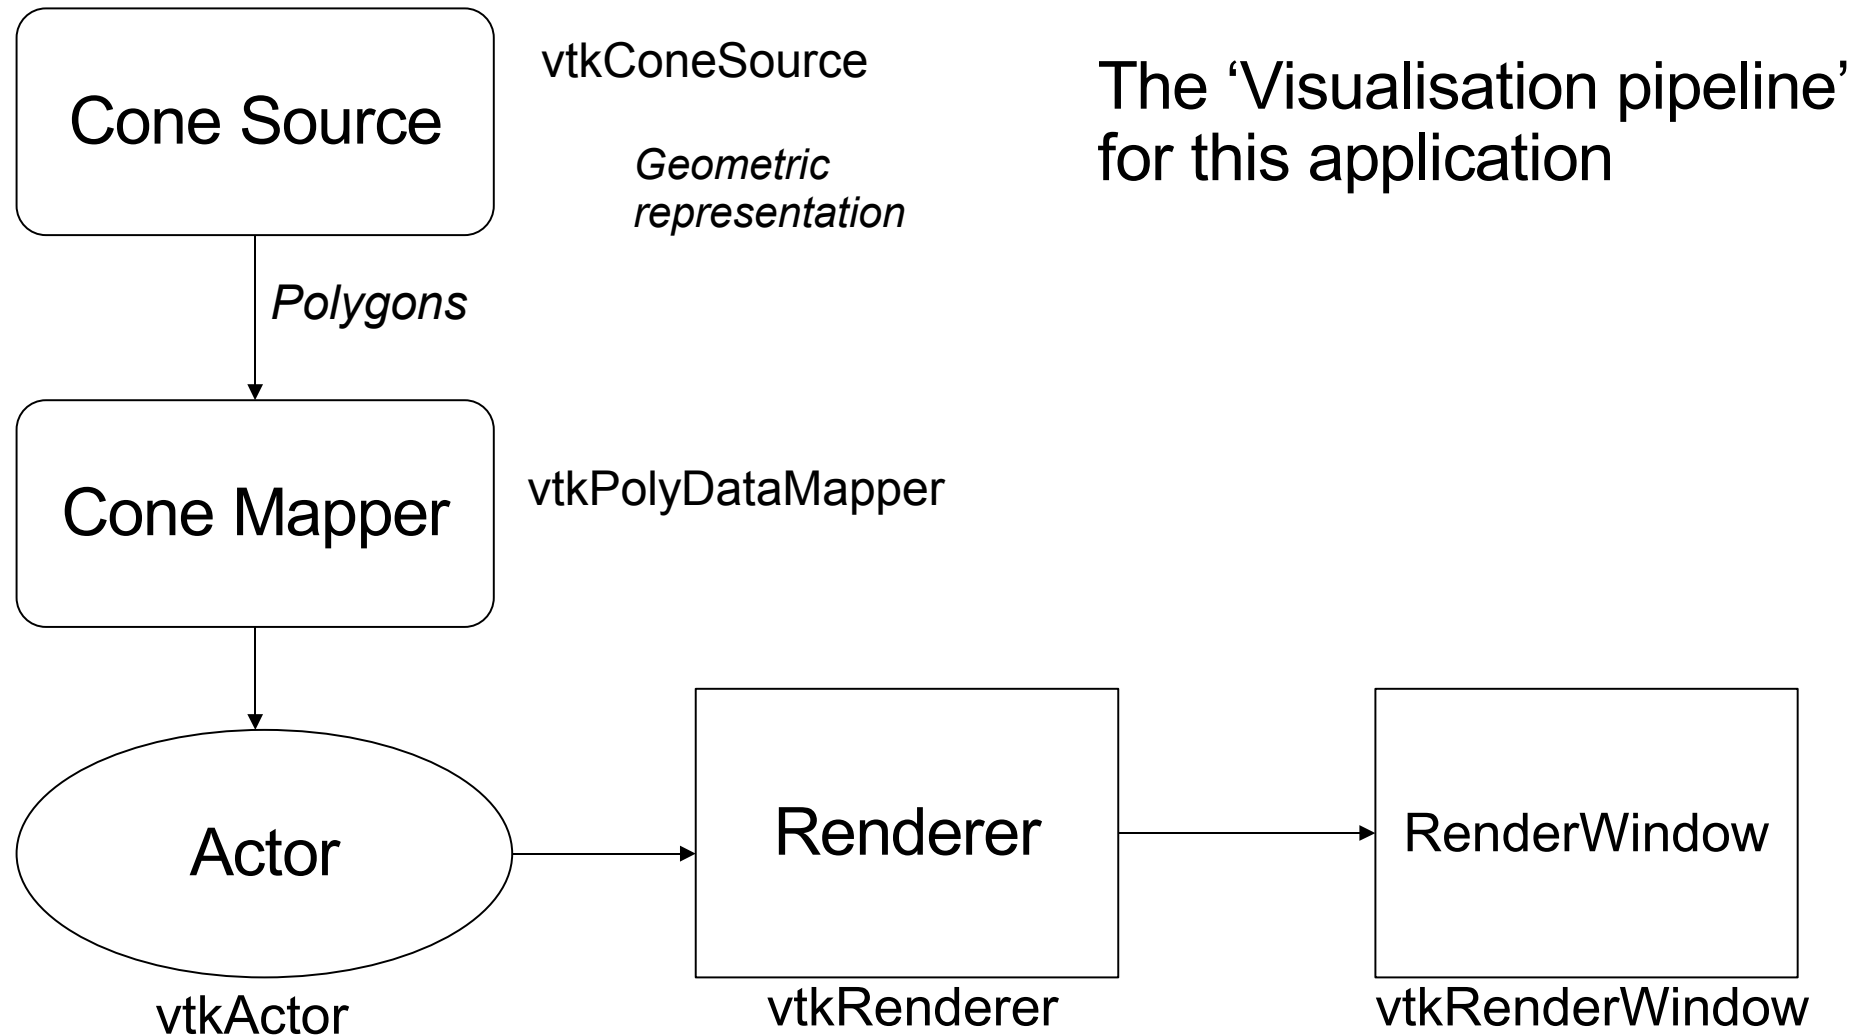 Cone Source
vtkConeSource
Geometric
representation
The ‘Visualisation pipeline’
for this application
Polygons
Cone Mapper
vtkPolyDataMapper
Actor
vtkActor
Renderer
vtkRenderer
RenderWindow
vtkRenderWindow